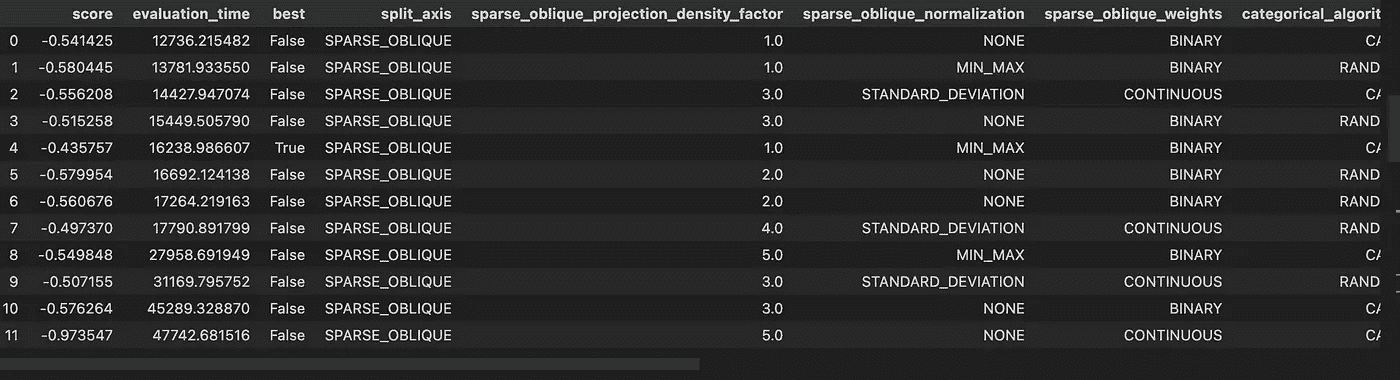 score evaluation_time best split_axis sparse_oblique_projection_density_factor sparse_oblique_normalization sparse_oblique_weights categorical_algorit
0 -0.541425 12736.215482 False SPARSE_OBLIQUE 1.0 NONE BINARY CA
1 -0.580445 13781.933550 False SPARSE_OBLIQUE 1.0 MIN_MAX BINARY RAND
2 -0.556208 14427.947074 False SPARSE_OBLIQUE 3.0 STANDARD_DEVIATION CONTINUOUS CA
3 -0.515258 15449.505790 False SPARSE_OBLIQUE 3.0 NONE BINARY RAND
4 -0.435757 16238.986607 True SPARSE_OBLIQUE 1.0 MIN_MAX BINARY CA
5 -0.579954 16692.124138 False SPARSE_OBLIQUE 2.0 NONE BINARY RAND
6 -0.560676 17264.219163 False SPARSE_OBLIQUE 2.0 NONE BINARY RAND
7 -0.497370 17790.891799 False SPARSE_OBLIQUE 4.0 STANDARD_DEVIATION CONTINUOUS RAND
8 -0.549848 27958.691949 False SPARSE_OBLIQUE 5.0 MIN_MAX BINARY CA
9 -0.507155 31169.795752 False SPARSE_OBLIQUE 3.0 STANDARD_DEVIATION CONTINUOUS RAND
10 -0.576264 45289.328870 False SPARSE_OBLIQUE 3.0 NONE BINARY CA
11 -0.973547 47742.681516 False SPARSE_OBLIQUE 5.0 NONE CONTINUOUS CA